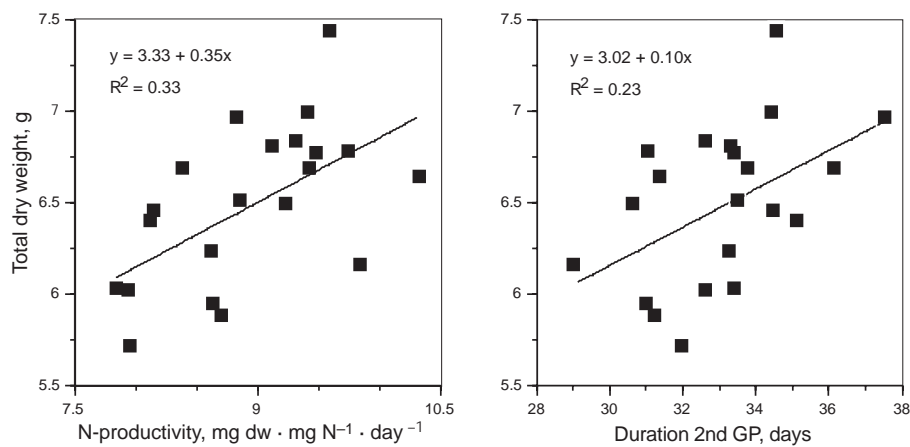 Total dry weight, g
7.5
7
6.5
6
5.5
y = 3.33 + 0.35x
R² = 0.33
7.5 9 10.5
N-productivity, mg dw · mg N⁻¹ · day⁻¹
7.5
7
6.5
6
5.5
y = 3.02 + 0.10x
R² = 0.23
28 30 32 34 36 38
Duration 2nd GP, days